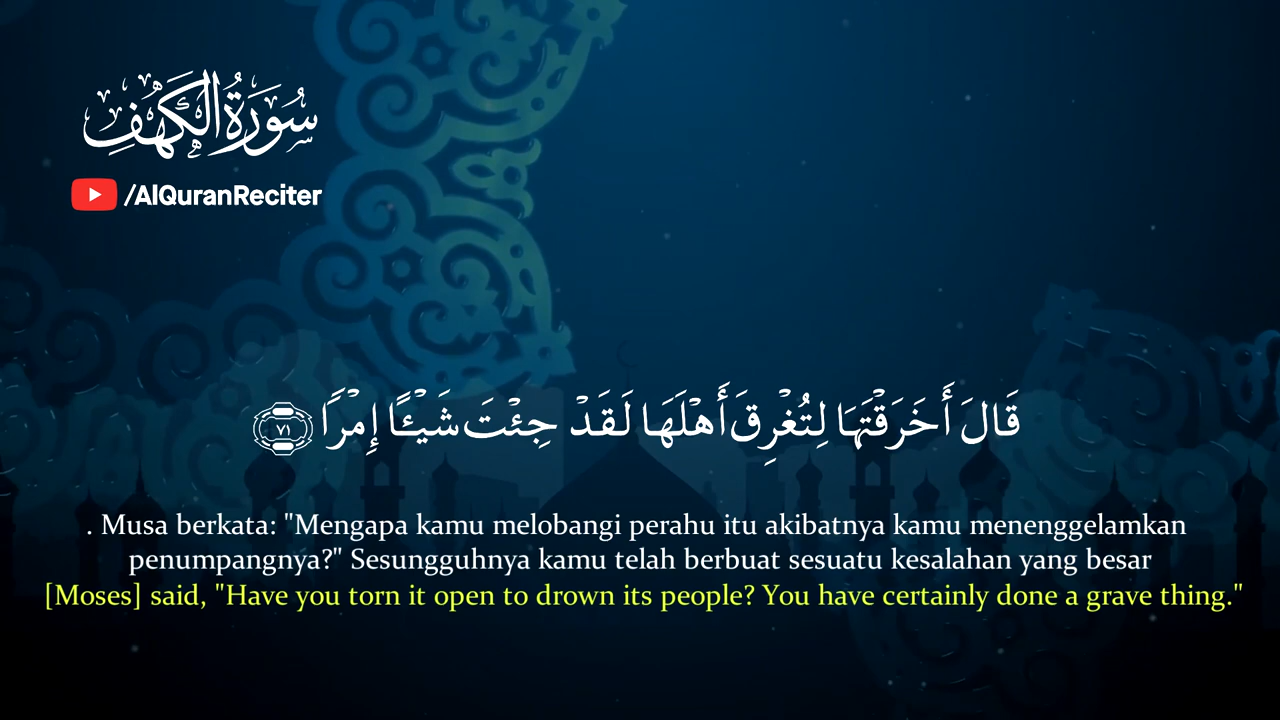 سُورَةُ الْكَهْفِ
/AlQuranReciter
قَالَ أَخَرَقْتَهَا لِتُغْرِقَ أَهْلَهَا لَقَدْ جِئْتَ شَيْـًٔا إِمْرًا ٧١
. Musa berkata: "Mengapa kamu melobangi perahu itu akibatnya kamu menenggelamkan
penumpangnya?" Sesungguhnya kamu telah berbuat sesuatu kesalahan yang besar
[Moses] said, "Have you torn it open to drown its people? You have certainly done a grave thing."